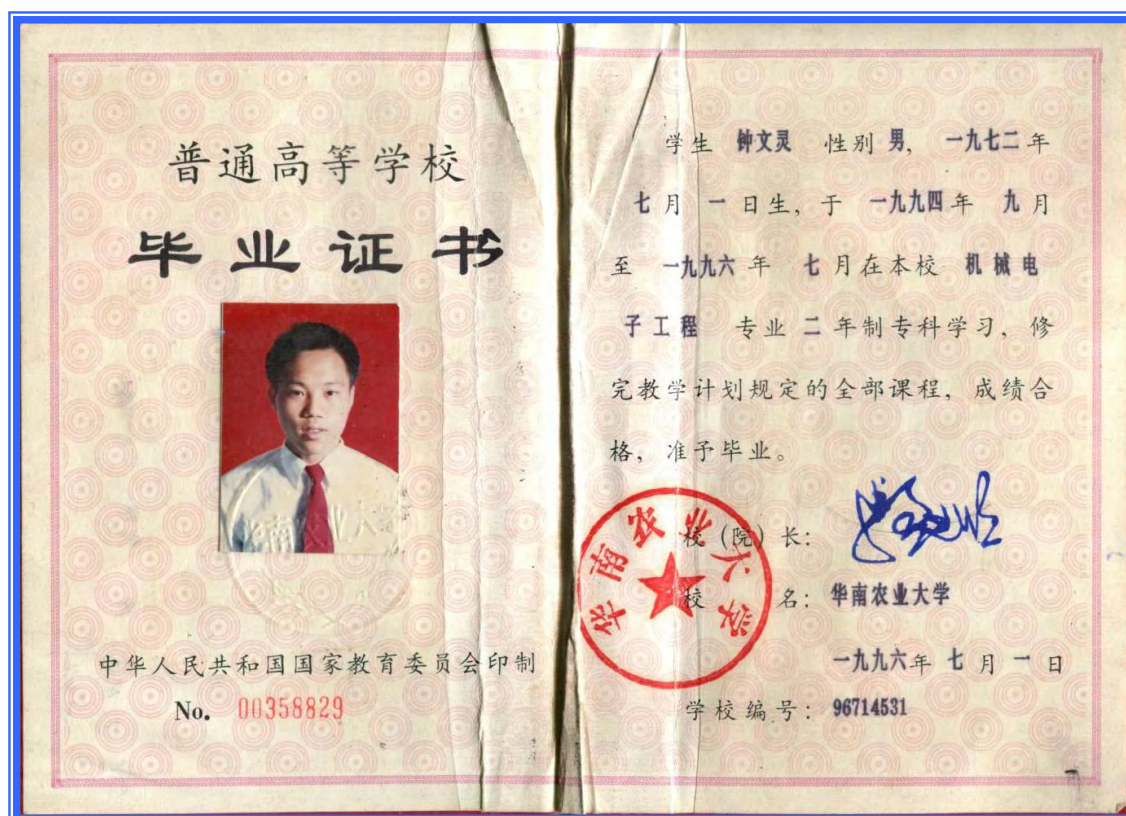 普通高等学校
毕业证书
华南农业大
中华人民共和国国家教育委员会印制
No. 00358829
学生 钟文灵 性别 男, 一九七二年
七月 一日生, 于 一九九四年 九月
至 一九九六年 七月在本校 机械电
子工程 专业 二年制专科学习, 修
完教学计划规定的全部课程, 成绩合
格, 准予毕业。
校(院)长:
华南农业大学
校 名: 华南农业大学
一九九六年 七月 一日
学校编号: 96714531